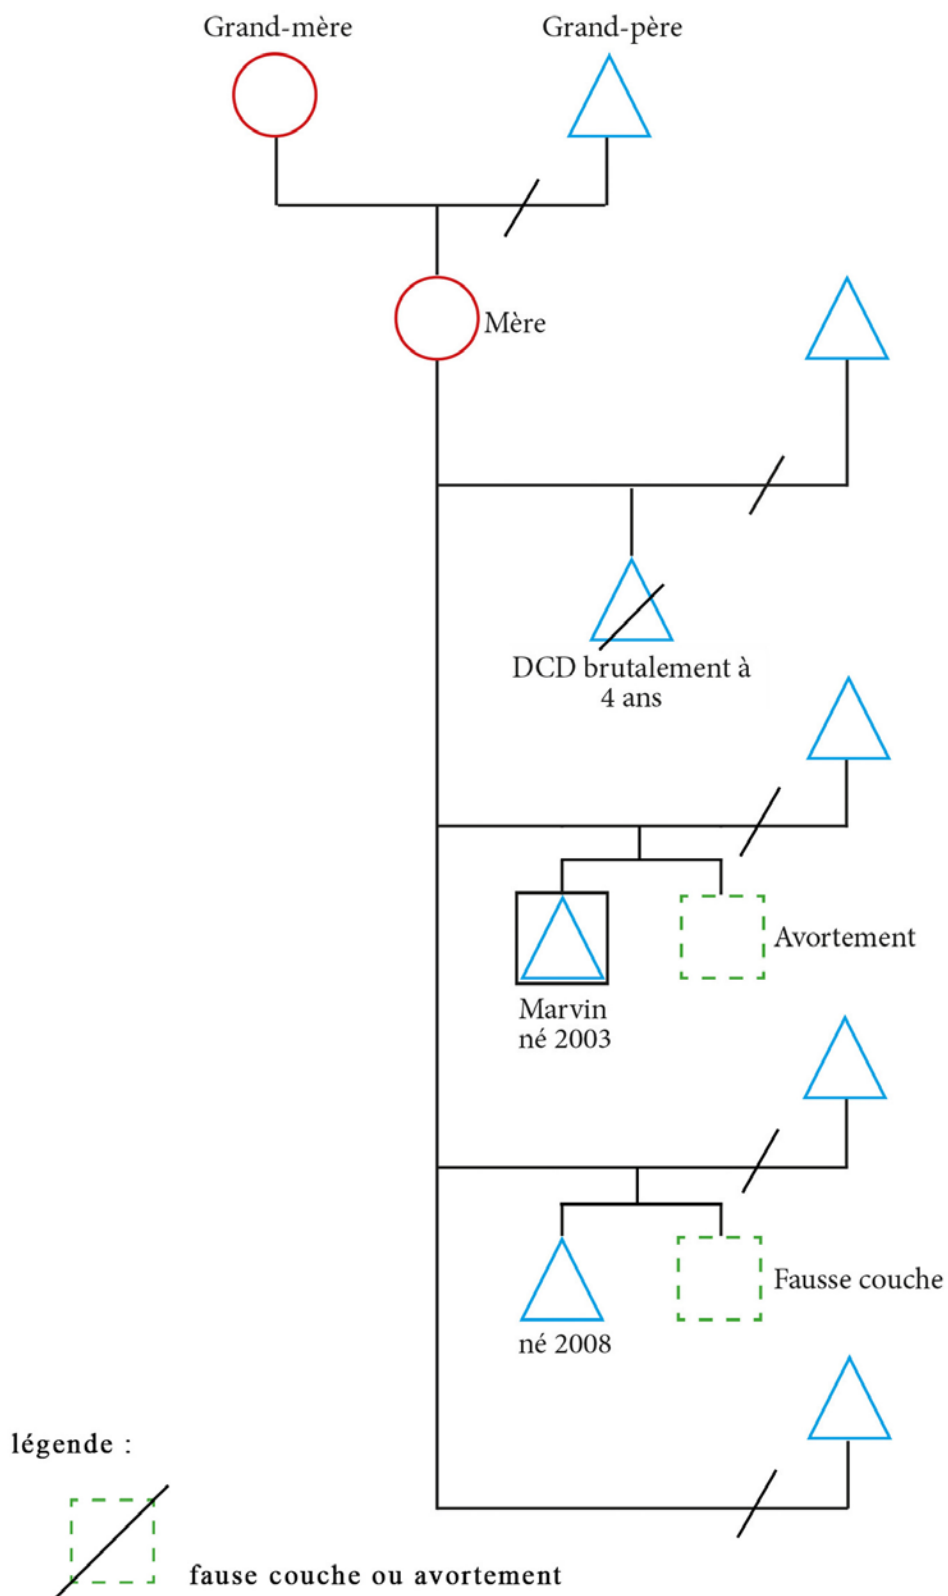 Grand-mère
Grand-père
Mère
DCD brutalement à
4 ans
Avortement
Marvin
né 2003
Fausse couche
né 2008
légende :
fause couche ou avortement